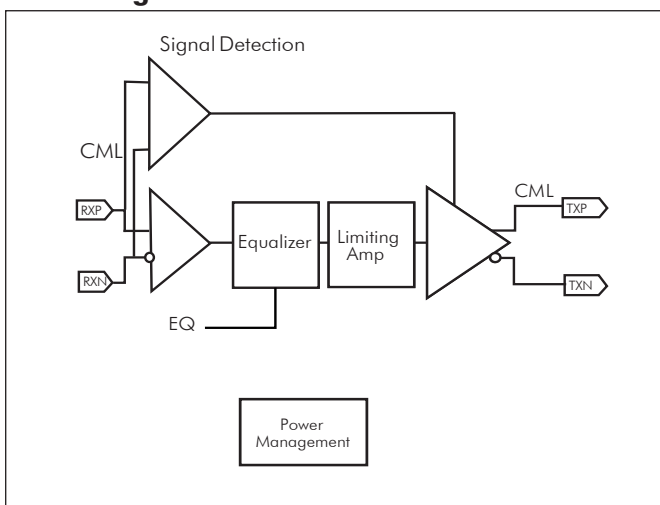 Signal Detection
CML
RXP
RXN
Equalizer
Limiting
Amp
CML
TXP
TXN
EQ
Power
Management